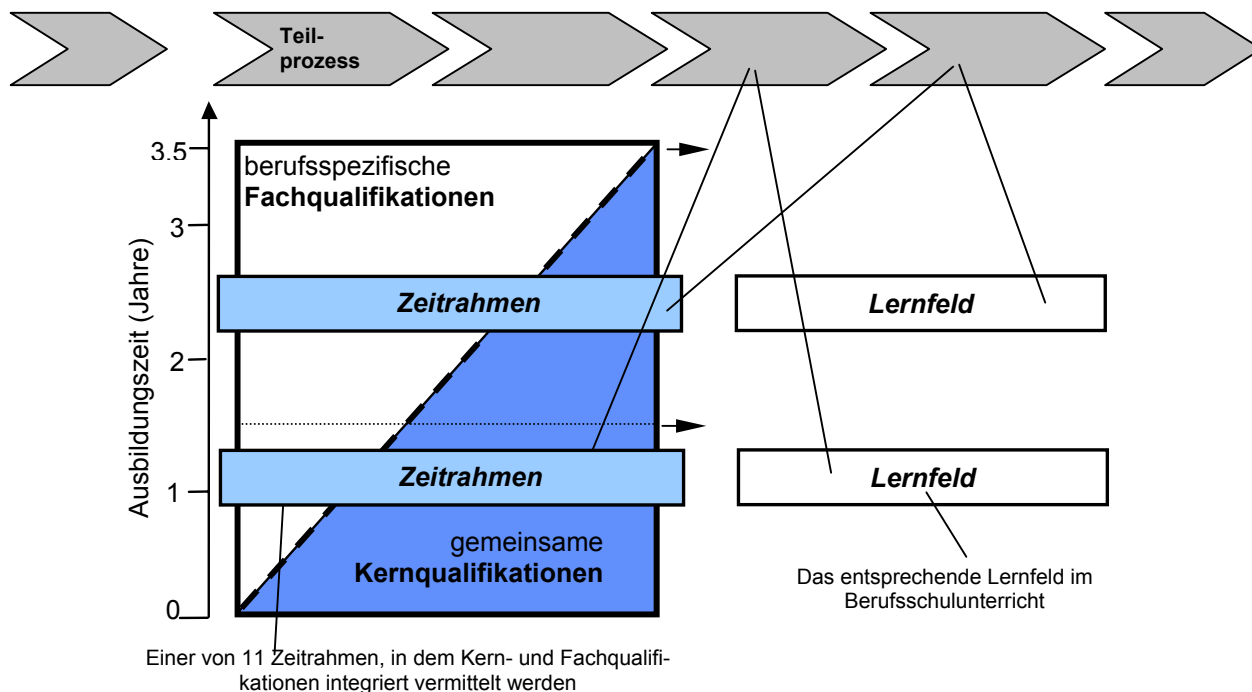 Teil-
prozess
3.5
berufsspezifische
Fachqualifikationen
3
Ausbildungszeit (Jahre)
Zeitrahmen
Lernfeld
2
Zeitrahmen
Lernfeld
1
gemeinsame
Kernqualifikationen
0
Das entsprechende Lernfeld im
Berufsschulunterricht
Einer von 11 Zeitrahmen, in dem Kern- und Fachqualifi-
kationen integriert vermittelt werden